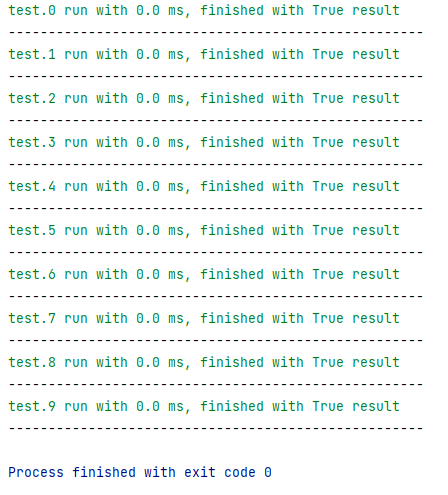 test.0 run with 0.0 ms, finished with True result
----------------------------------------------------
test.1 run with 0.0 ms, finished with True result
----------------------------------------------------
test.2 run with 0.0 ms, finished with True result
----------------------------------------------------
test.3 run with 0.0 ms, finished with True result
----------------------------------------------------
test.4 run with 0.0 ms, finished with True result
----------------------------------------------------
test.5 run with 0.0 ms, finished with True result
----------------------------------------------------
test.6 run with 0.0 ms, finished with True result
----------------------------------------------------
test.7 run with 0.0 ms, finished with True result
----------------------------------------------------
test.8 run with 0.0 ms, finished with True result
----------------------------------------------------
test.9 run with 0.0 ms, finished with True result
----------------------------------------------------
Process finished with exit code 0